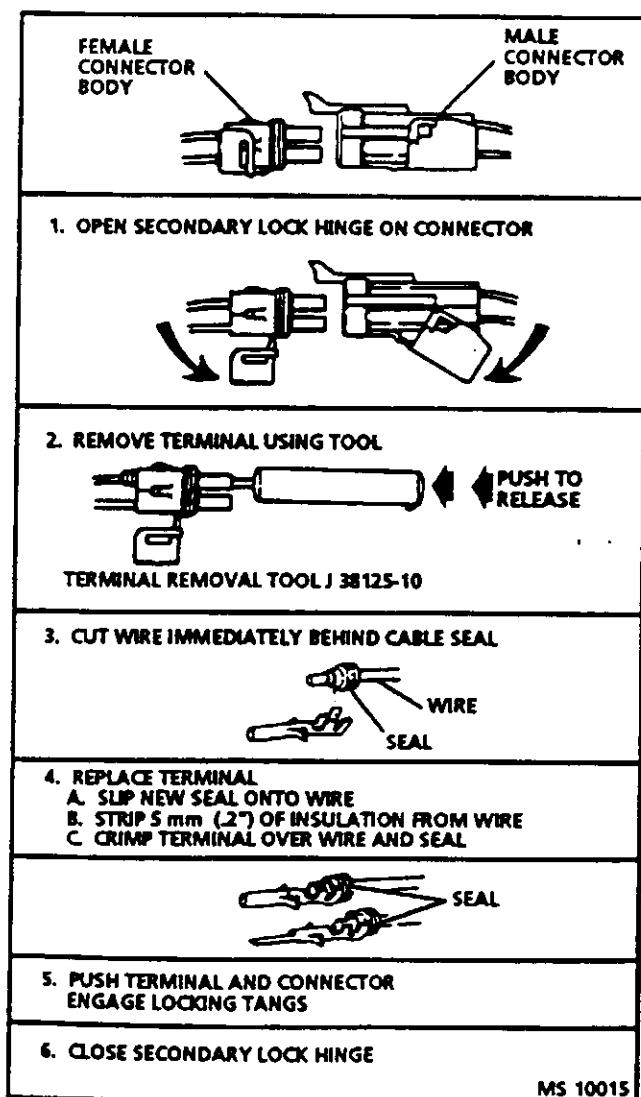 FEMALE
CONNECTOR
BODY
MALE
CONNECTOR
BODY
1. OPEN SECONDARY LOCK HINGE ON CONNECTOR
2. REMOVE TERMINAL USING TOOL
PUSH TO
RELEASE
TERMINAL REMOVAL TOOL J 38125-10
3. CUT WIRE IMMEDIATELY BEHIND CABLE SEAL
WIRE
SEAL
4. REPLACE TERMINAL
A. SLIP NEW SEAL ONTO WIRE
B. STRIP 5 mm (.2") OF INSULATION FROM WIRE
C CRIMP TERMINAL OVER WIRE AND SEAL
SEAL
5. PUSH TERMINAL AND CONNECTOR
ENGAGE LOCKING TANGS
6. CLOSE SECONDARY LOCK HINGE
MS 10015